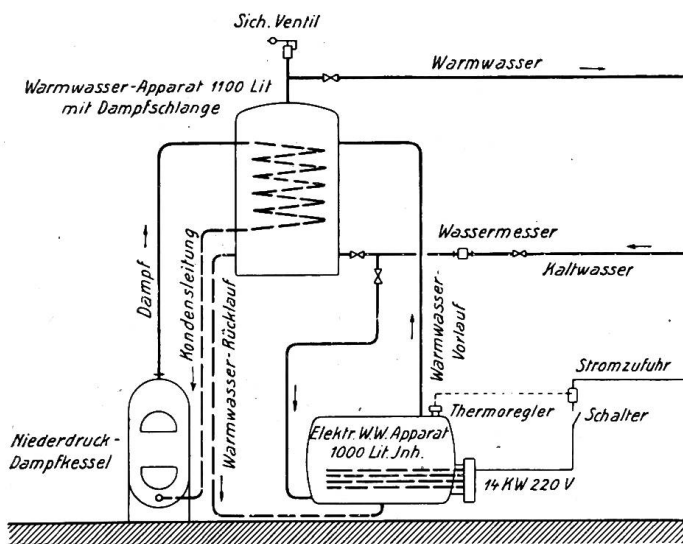 Sich. Ventil
Warmwasser
Warmwasser-Apparat 1100 Lit
mit Dampfschlange
Wassermesser
Kaltwasser
Dampf
Kondensleitung
Warmwasser-Rücklauf
Warmwasser-
Vorlauf
Stromzufuhr
Thermoregler
Schalter
Niederdruck-
Dampfkessel
Elektr. W.W. Apparat
1000 Lit. Jnh.
14 KW 220 V